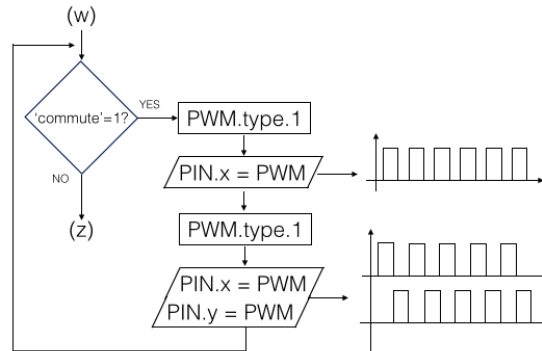 (w)
'commute'=1?
YES
NO
(z)
PWM.type.1
PIN.x = PWM
PWM.type.1
PIN.x = PWM
PIN.y = PWM